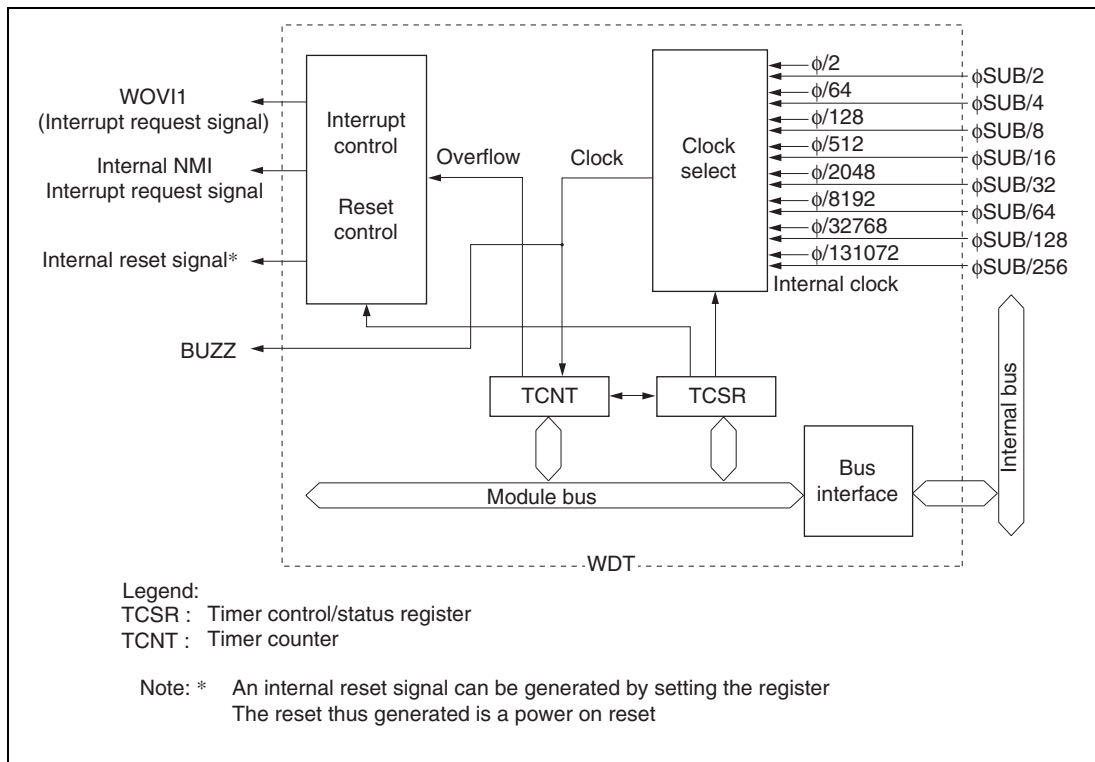 WOVI1
(Interrupt request signal)
Internal NMI
Interrupt request signal
Internal reset signal*
BUZZ
Interrupt
control
Reset
control
Overflow
Clock
Clock
select
ϕ/2
ϕ/64
ϕ/128
ϕ/512
ϕ/2048
ϕ/8192
ϕ/32768
ϕ/131072
Internal clock
ϕSUB/2
ϕSUB/4
ϕSUB/8
ϕSUB/16
ϕSUB/32
ϕSUB/64
ϕSUB/128
ϕSUB/256
TCNT
TCSR
Module bus
Bus
interface
Internal bus
WDT
Legend:
TCSR : Timer control/status register
TCNT : Timer counter
Note: * An internal reset signal can be generated by setting the register
The reset thus generated is a power on reset